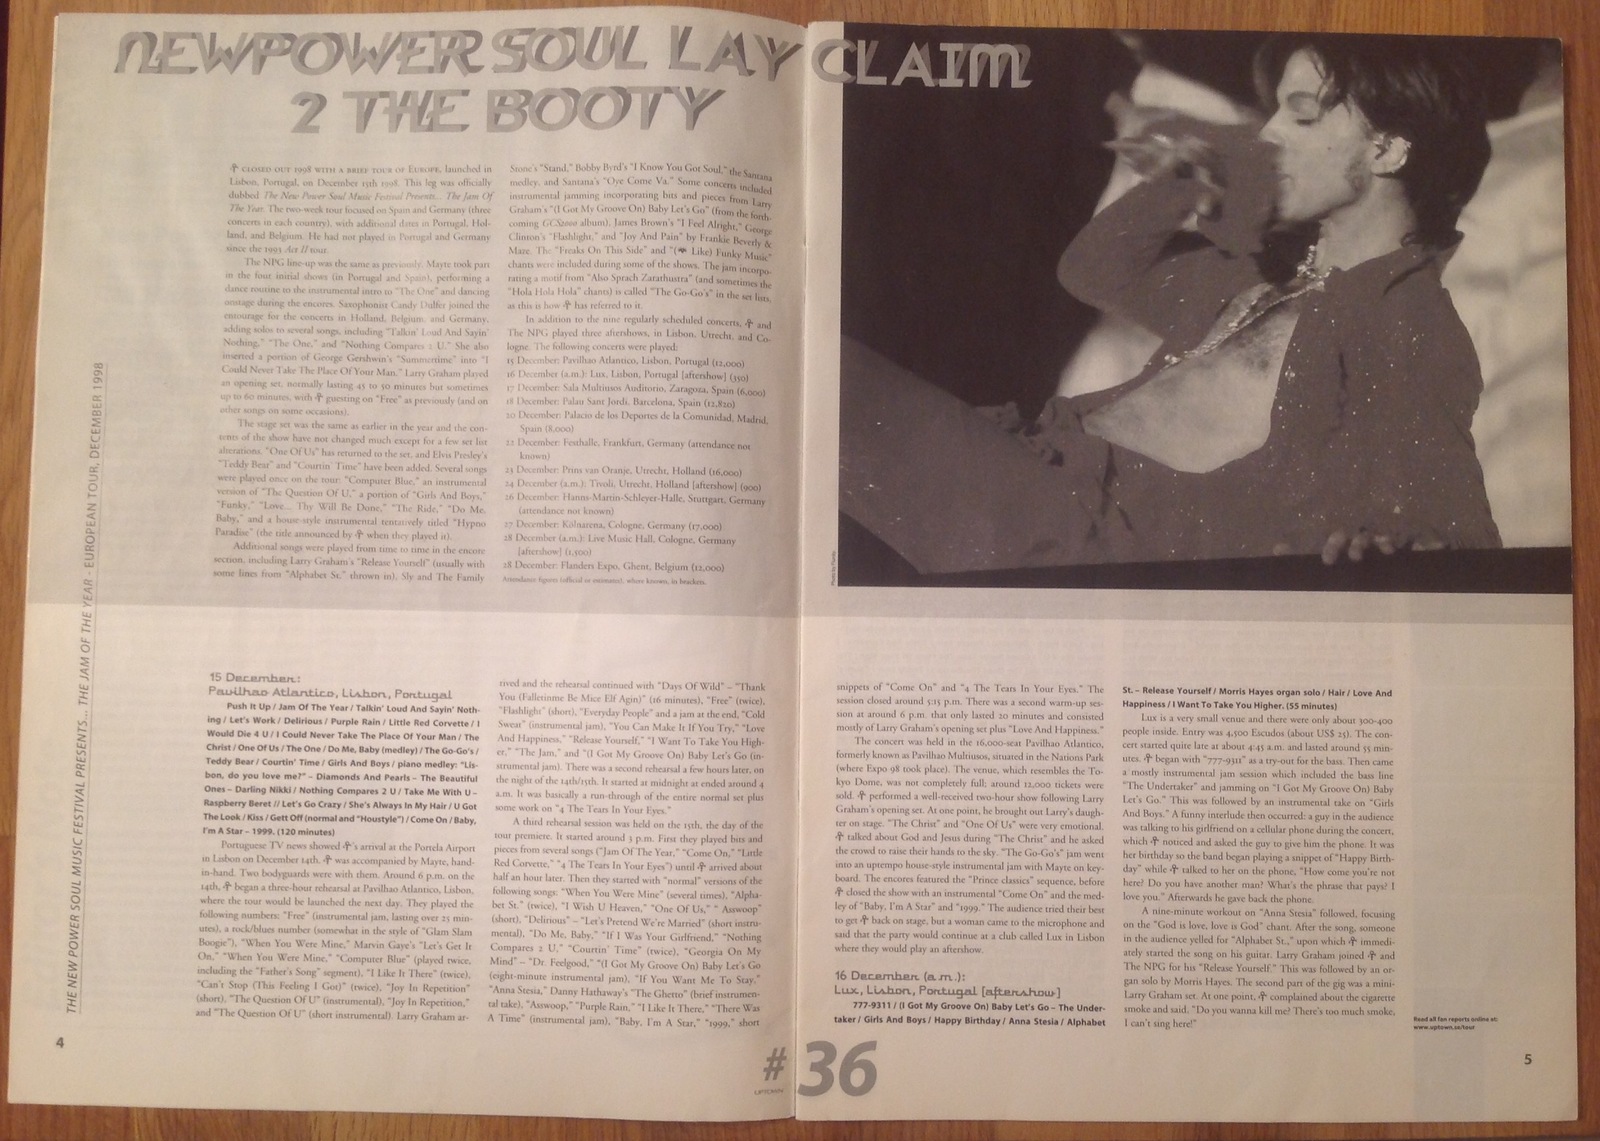 NEWPOWER SOUL LAY CLAIM
2 THE BOOTY
THE NEW POWER SOUL MUSIC FESTIVAL PRESENTS... THE JAM OF THE YEAR - EUROPEAN TOUR, DECEMBER 1998
CLOSED OUT 1998 WITH A BRIEF TOUR OF EUROPE, launched in
Lisbon, Portugal, on December 15th 1998. This leg was officially
dubbed The New Power Soul Music Festival Presents... The Jam Of
The Year. The two-week tour focused on Spain and Germany (three
concerts in each country), with additional dates in Portugal, Hol-
land, and Belgium. He had not played in Portugal and Germany
since the 1993 Act II tour.
The NPG line-up was the same as previously. Mayte took part
in the four initial shows (in Portugal and Spain), performing a
dance routine to the instrumental intro to "The One" and dancing
onstage during the encores. Saxophonist Candy Dulfer joined the
entourage for the concerts in Holland, Belgium, and Germany,
adding solos to several songs, including "Talkin' Loud And Sayin'
Nothing," "The One," and "Nothing Compares 2 U." She also
inserted a portion of George Gershwin's "Summertime" into "I
Could Never Take The Place Of Your Man." Larry Graham played
an opening set, normally lasting 45 to 50 minutes but sometimes
up to 60 minutes, with guesting on "Free" as previously (and on
other songs on some occasions).
The stage set was the same as earlier in the year and the con-
tents of the show have not changed much except for a few set list
alterations. "One Of Us" has returned to the set, and Elvis Presley's
"Teddy Bear" and "Courtin' Time" have been added. Several songs
were played once on the tour: "Computer Blue," an instrumental
version of "The Question Of U," a portion of "Girls And Boys,"
"Funky," "Love... Thy Will Be Done," "The Ride," "Do Me,
Baby," and a house-style instrumental tentatively titled "Hypno
Paradise" (the title announced by when they played it).
Additional songs were played from time to time in the encore
section, including Larry Graham's "Release Yourself" (usually with
some lines from "Alphabet St." thrown in), Sly and The Family
Stone's "Stand," Bobby Byrd's "I Know You Got Soul," the Santana
medley, and Santana's "Oye Come Va." Some concerts included
instrumental jamming incorporating bits and pieces from Larry
Graham's "(I Got My Groove On) Baby Let's Go" (from the forth-
coming GCS2000 album), James Brown's "I Feel Alright," George
Clinton's "Flashlight," and "Joy And Pain" by Frankie Beverly &
Maze. The "Freaks On This Side" and "( Like) Funky Music"
chants were included during some of the shows. The jam incorpo-
rating a motif from "Also Sprach Zarathustra" (and sometimes the
"Hola Hola Hola" chants) is called "The Go-Go's" in the set lists,
as this is how has referred to it.
In addition to the nine regularly scheduled concerts, and
The NPG played three aftershows, in Lisbon, Utrecht, and Co-
logne. The following concerts were played:
15 December: Pavilhao Atlantico, Lisbon, Portugal (12,000)
16 December (a.m.): Lux, Lisbon, Portugal [aftershow] (350)
17 December: Sala Multiusos Auditorio, Zaragoza, Spain (6,000)
18 December: Palau Sant Jordi, Barcelona, Spain (12,820)
20 December: Palacio de los Deportes de la Comunidad, Madrid,
Spain (8,000)
22 December: Festhalle, Frankfurt, Germany (attendance not
known)
23 December: Prins van Oranje, Utrecht, Holland (16,000)
24 December (a.m.): Tivoli, Utrecht, Holland [aftershow] (900)
26 December: Hanns-Martin-Schleyer-Halle, Stuttgart, Germany
(attendance not known)
27 December: Kölnarena, Cologne, Germany (17,000)
28 December (a.m.): Live Music Hall, Cologne, Germany
[aftershow] (1,500)
28 December: Flanders Expo, Ghent, Belgium (12,000)
Attendance figures (official or estimates), where known, in brackets.
15 December:
Pavilhao Atlantico, Lisbon, Portugal
Push It Up / Jam Of The Year / Talkin' Loud And Sayin' Noth-
ing / Let's Work / Delirious / Purple Rain / Little Red Corvette / I
Would Die 4 U / I Could Never Take The Place Of Your Man / The
Christ / One Of Us / The One / Do Me, Baby (medley) / The Go-Go's /
Teddy Bear / Courtin' Time / Girls And Boys / piano medley: "Lis-
bon, do you love me?" – Diamonds And Pearls – The Beautiful
Ones – Darling Nikki / Nothing Compares 2 U / Take Me With U –
Raspberry Beret // Let's Go Crazy / She's Always In My Hair / U Got
The Look / Kiss / Gett Off (normal and "Houstyle") / Come On / Baby,
I'm A Star – 1999. (120 minutes)
Portuguese TV news showed 's arrival at the Portela Airport
in Lisbon on December 14th. was accompanied by Mayte, hand-
in-hand. Two bodyguards were with them. Around 6 p.m. on the
14th, began a three-hour rehearsal at Pavilhao Atlantico, Lisbon,
where the tour would be launched the next day. They played the
following numbers: "Free" (instrumental jam, lasting over 25 min-
utes), a rock/blues number (somewhat in the style of "Glam Slam
Boogie"), "When You Were Mine," Marvin Gaye's "Let's Get It
On," "When You Were Mine," "Computer Blue" (played twice,
including the "Father's Song" segment), "I Like It There" (twice),
"Can't Stop (This Feeling I Got)" (twice), "Joy In Repetition"
(short), "The Question Of U" (instrumental), "Joy In Repetition,"
and "The Question Of U" (short instrumental). Larry Graham ar-
rived and the rehearsal continued with "Days Of Wild" – "Thank
You (Falletinme Be Mice Elf Agin)" (16 minutes), "Free" (twice),
"Flashlight" (short), "Everyday People" and a jam at the end, "Cold
Sweat" (instrumental jam), "You Can Make It If You Try," "Love
And Happiness," "Release Yourself," "I Want To Take You High-
er," "The Jam," and "(I Got My Groove On) Baby Let's Go" (in-
strumental jam). There was a second rehearsal a few hours later, on
the night of the 14th/15th. It started at midnight at ended around 4
a.m. It was basically a run-through of the entire normal set plus
some work on "4 The Tears In Your Eyes."
A third rehearsal session was held on the 15th, the day of the
tour premiere. It started around 3 p.m. First they played bits and
pieces from several songs ("Jam Of The Year," "Come On," "Little
Red Corvette," "4 The Tears In Your Eyes") until arrived about
half an hour later. Then they started with "normal" versions of the
following songs: "When You Were Mine" (several times), "Alpha-
bet St." (twice), "I Wish U Heaven," "One Of Us," " Asswoop"
(short), "Delirious" – "Let's Pretend We're Married" (short instru-
mental), "Do Me, Baby," "If I Was Your Girlfriend," "Nothing
Compares 2 U," "Courtin' Time" (twice), "Georgia On My
Mind" – "Dr. Feelgood," "(I Got My Groove On) Baby Let's Go
(eight-minute instrumental jam), "If You Want Me To Stay,"
"Anna Stesia," Danny Hathaway's "The Ghetto" (brief instrumen-
tal take), "Asswoop," "Purple Rain," "I Like It There," "There Was
A Time" (instrumental jam), "Baby, I'm A Star," "1999," short
snippets of "Come On" and "4 The Tears In Your Eyes." The
session closed around 5:15 p.m. There was a second warm-up ses-
sion at around 6 p.m. that only lasted 20 minutes and consisted
mostly of Larry Graham's opening set plus "Love And Happiness."
The concert was held in the 16,000-seat Pavilhao Atlantico,
formerly known as Pavilhao Multiusos, situated in the Nations Park
(where Expo 98 took place). The venue, which resembles the To-
kyo Dome, was not completely full; around 12,000 tickets were
sold. performed a well-received two-hour show following Larry
Graham's opening set. At one point, he brought out Larry's daugh-
ter on stage. "The Christ" and "One Of Us" were very emotional.
talked about God and Jesus during "The Christ" and he asked
the crowd to raise their hands to the sky. "The Go-Go's" jam went
into an uptempo house-style instrumental jam with Mayte on key-
board. The encores featured the "Prince classics" sequence, before
closed the show with an instrumental "Come On" and the med-
ley of "Baby, I'm A Star" and "1999." The audience tried their best
to get back on stage, but a woman came to the microphone and
said that the party would continue at a club called Lux in Lisbon
where they would play an aftershow.
16 December (a.m.):
Lux, Lisbon, Portugal [aftershow]
777-9311 / (I Got My Groove On) Baby Let's Go – The Under-
taker / Girls And Boys / Happy Birthday / Anna Stesia / Alphabet
St. – Release Yourself / Morris Hayes organ solo / Hair / Love And
Happiness / I Want To Take You Higher. (55 minutes)
Lux is a very small venue and there were only about 300-400
people inside. Entry was 4,500 Escudos (about US$ 25). The con-
cert started quite late at about 4:45 a.m. and lasted around 55 min-
utes. began with "777-9311" as a try-out for the bass. Then came
a mostly instrumental jam session which included the bass line
"The Undertaker" and jamming on "I Got My Groove On) Baby
Let's Go." This was followed by an instrumental take on "Girls
And Boys." A funny interlude then occurred: a guy in the audience
was talking to his girlfriend on a cellular phone during the concert,
which noticed and asked the guy to give him the phone. It was
her birthday so the band began playing a snippet of "Happy Birth-
day" while talked to her on the phone, "How come you're not
here? Do you have another man? What's the phrase that pays? I
love you." Afterwards he gave back the phone.
A nine-minute workout on "Anna Stesia" followed, focusing
on the "God is love, love is God" chant. After the song, someone
in the audience yelled for "Alphabet St.," upon which immedi-
ately started the song on his guitar. Larry Graham joined and
The NPG for his "Release Yourself." This was followed by an or-
gan solo by Morris Hayes. The second part of the gig was a mini-
Larry Graham set. At one point, complained about the cigarette
smoke and said, "Do you wanna kill me? There's too much smoke,
I can't sing here!"
Read all fan reports online at:
www.uptown.se/tour
4
#36
UPTOWN
5